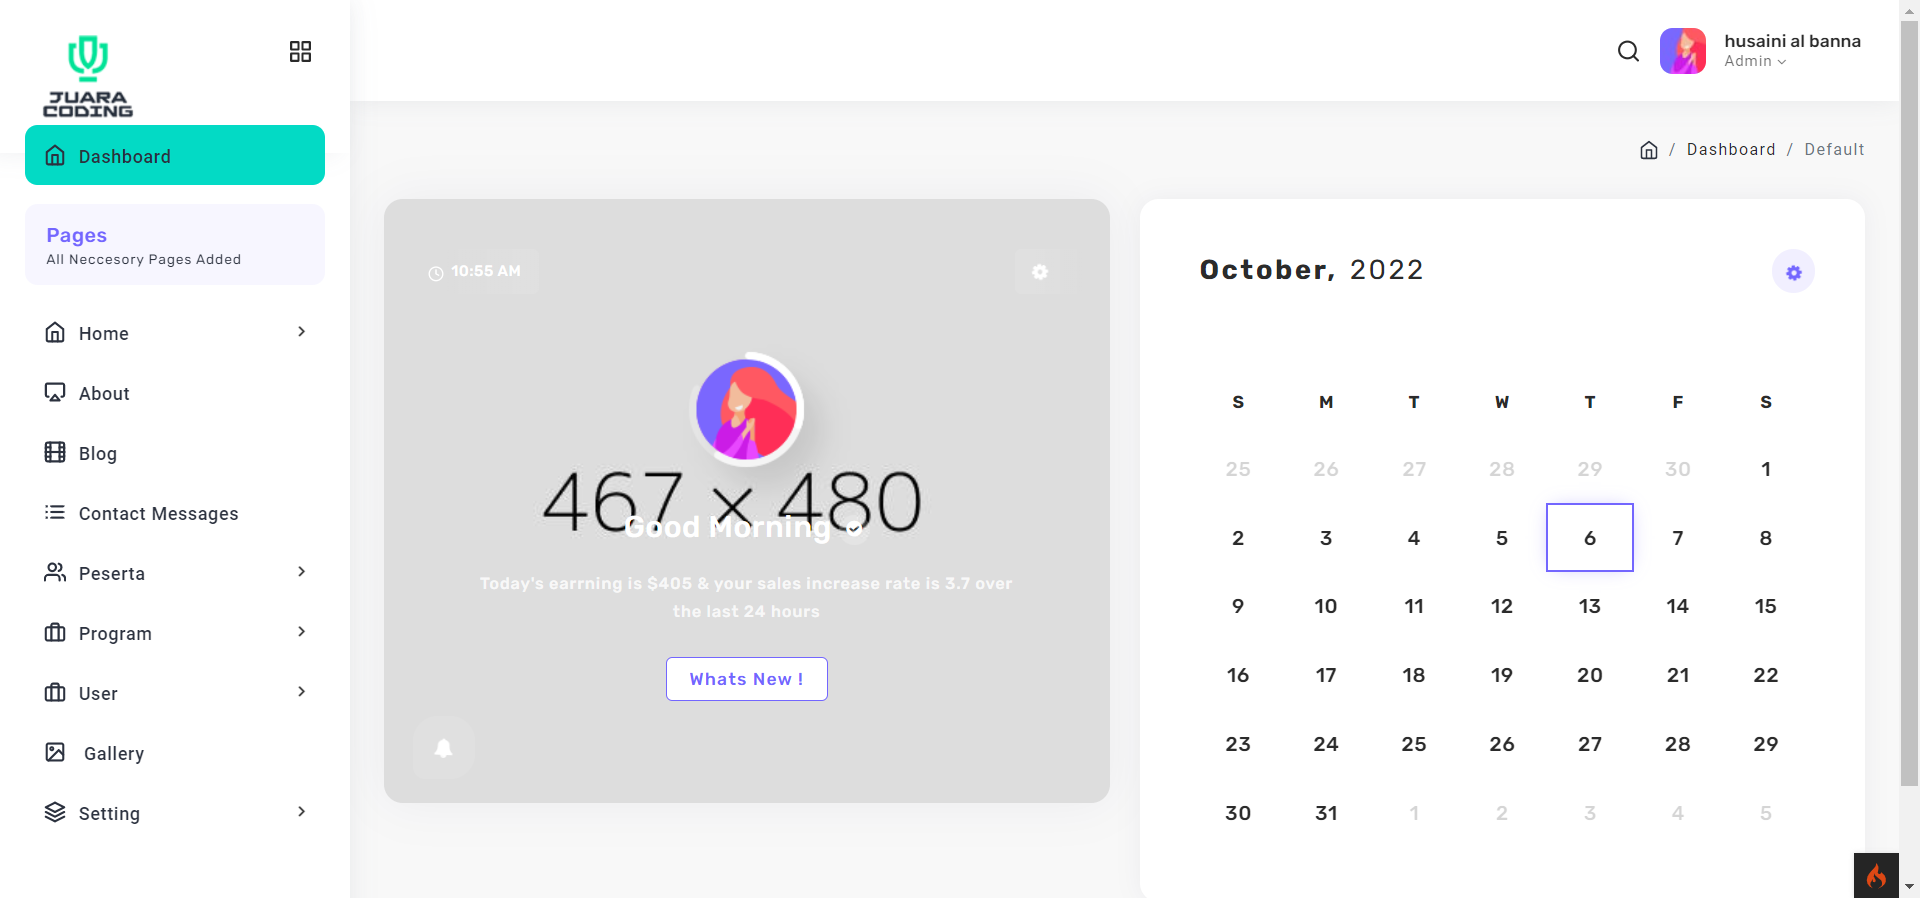 JUARA
CODING
husaini al banna
Admin
Dashboard
/ Dashboard / Default
Pages
All Neccesory Pages Added
Home
About
Blog
Contact Messages
Peserta
Program
User
Gallery
Setting
10:55 AM
467 × 480
Good Morning
Today's earrning is $405 & your sales increase rate is 3.7 over
the last 24 hours
Whats New !
October, 2022
S M T W T F S
25 26 27 28 29 30 1
2 3 4 5 6 7 8
9 10 11 12 13 14 15
16 17 18 19 20 21 22
23 24 25 26 27 28 29
30 31 1 2 3 4 5